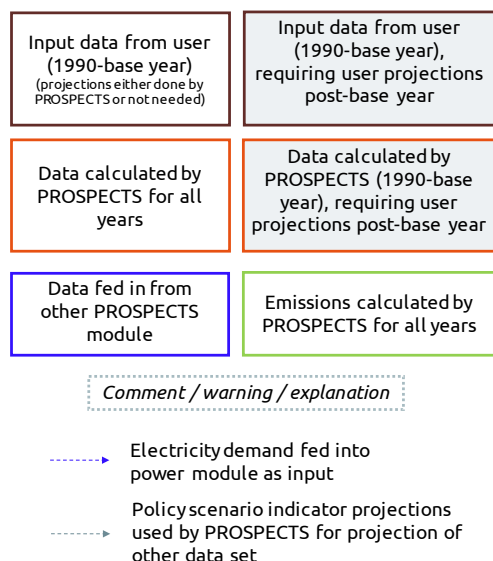 Input data from user
(1990-base year)
(projections either done by
PROSPECTS or not needed)
Input data from user
(1990-base year),
requiring user projections
post-base year
Data calculated by
PROSPECTS for all
years
Data calculated by
PROSPECTS (1990-base
year), requiring user
projections post-base year
Data fed in from
other PROSPECTS
module
Emissions calculated by
PROSPECTS for all years
Comment / warning / explanation
Electricity demand fed into
power module as input
Policy scenario indicator projections
used by PROSPECTS for projection of
other data set